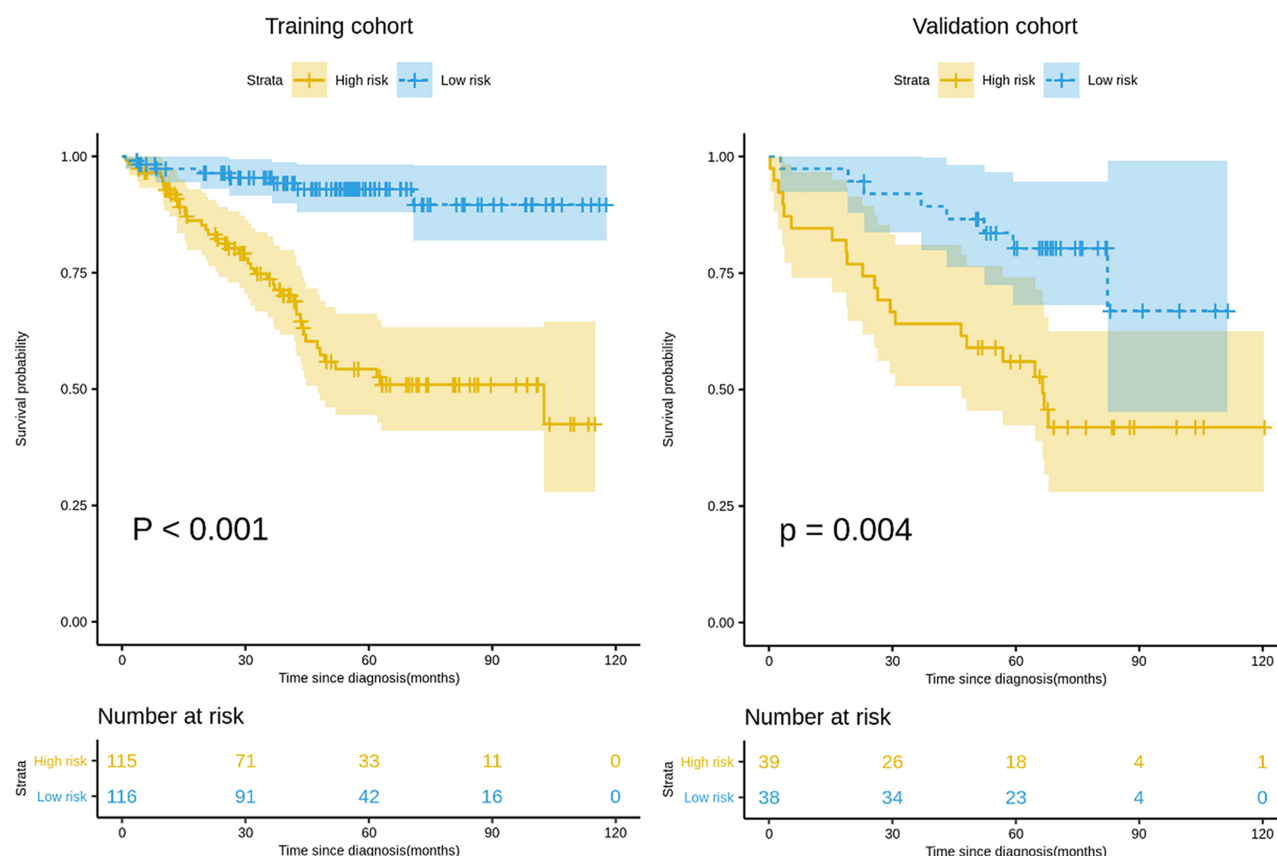 Training cohort
Strata High risk Low risk
1.00
0.75
0.50
0.25
0.00
Survival probability
P < 0.001
0 30 60 90 120
Time since diagnosis(months)
Number at risk
Strata
High risk 115 71 33 11 0
Low risk 116 91 42 16 0
0 30 60 90 120
Time since diagnosis(months)
Validation cohort
Strata High risk Low risk
1.00
0.75
0.50
0.25
0.00
Survival probability
p = 0.004
0 30 60 90 120
Time since diagnosis(months)
Number at risk
Strata
High risk 39 26 18 4 1
Low risk 38 34 23 4 0
0 30 60 90 120
Time since diagnosis(months)